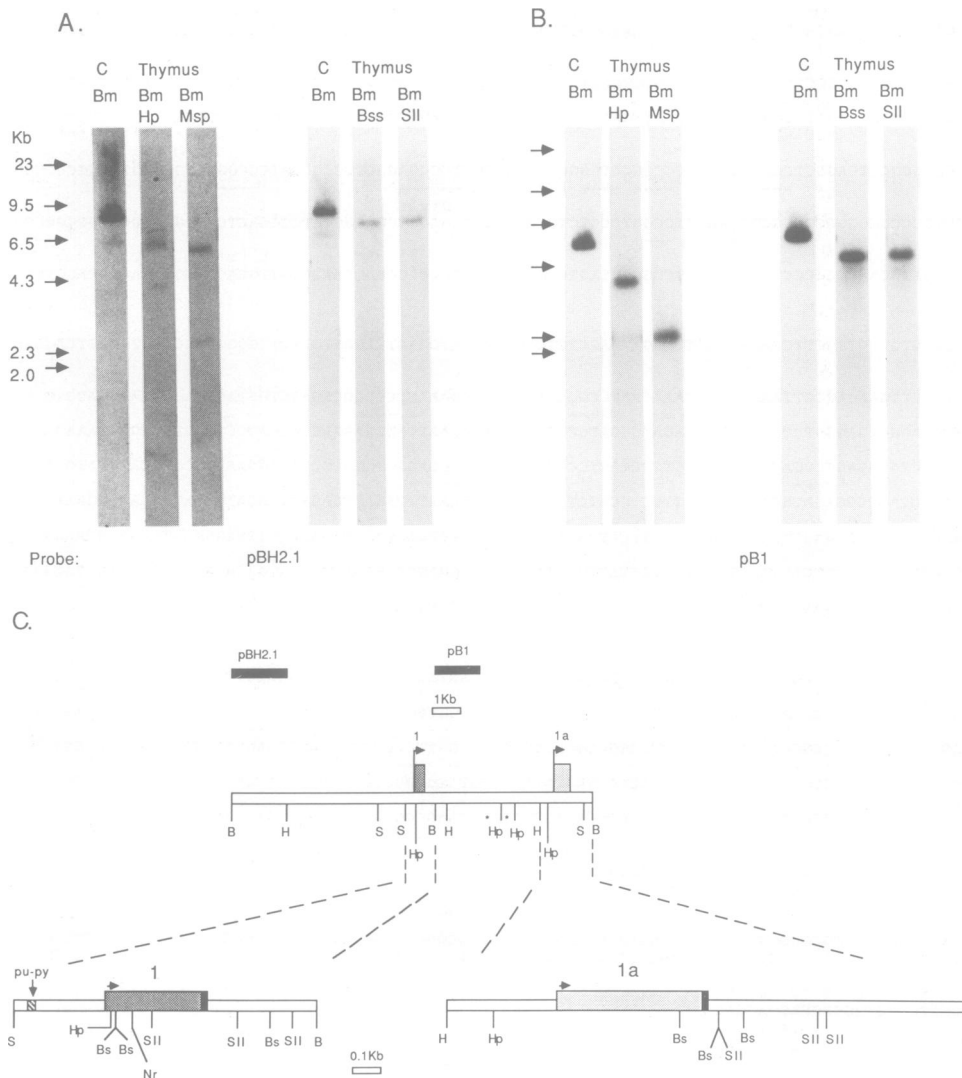 A.
B.
C Thymus
C
Thymus
C Thymus
C Thymus
Bm Bm Bm
Hp Msp
Bm Bm Bm
Bss SII
Bm Bm Bm
Hp Msp
Bm Bm Bm
Bss SII
Kb
23
9.5
6.5
4.3
2.3
2.0
Probe: pBH2.1 pB1
C.
pBH2.1 pB1
1Kb
1 1a
B H S S B H Hp Hp H S B
Hp Hp
pu-py 1 1a
S Hp Bs Bs SII SII Bs SII B
Nr
0.1Kb
H Hp Bs Bs SII Bs SII SII